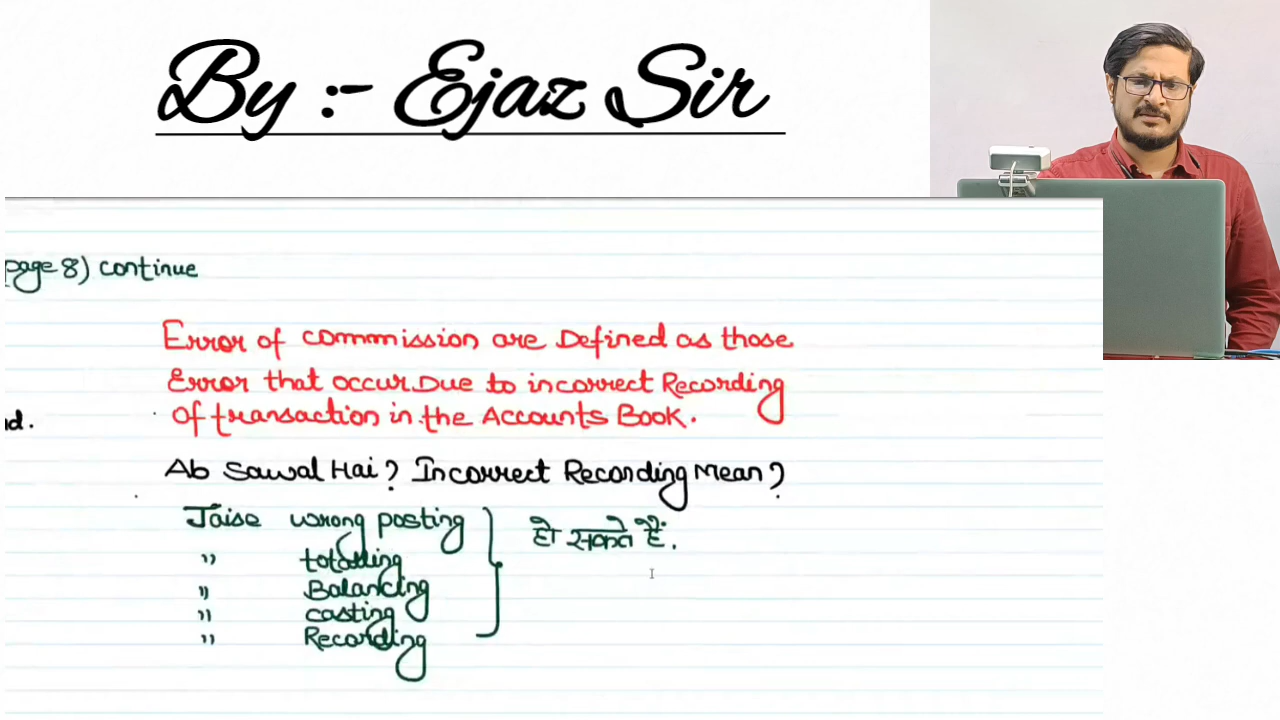 By :- Ejaz Sir
page 8) continue
Error of commission are Defined as those
Error that occur Due to incorrect Recording
nd.
Of transaction in the Accounts Book.
Ab Sawal Hai? Incorrect Recording Mean?
Jaise wrong posting
हो सकते हैं.
" totalling
" Balancing
" casting
" Recording